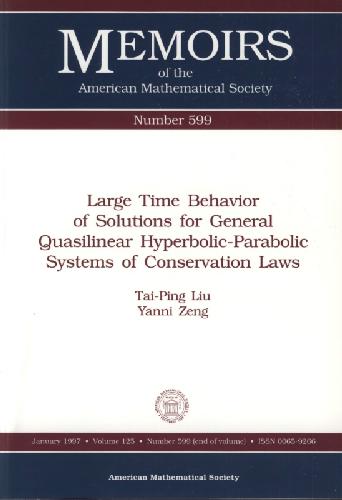 MEMOIRS
of the
American Mathematical Society
Number 599
Large Time Behavior
of Solutions for General
Quasilinear Hyperbolic-Parabolic
Systems of Conservation Laws
Tai-Ping Liu
Yanni Zeng
January 1997 • Volume 125 • Number 599 (end of volume) • ISSN 0065-9266
American Mathematical Society